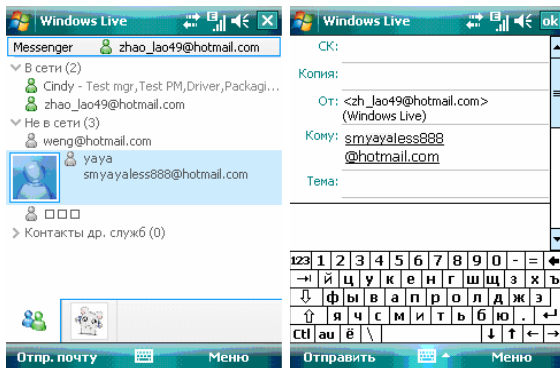 Windows Live
Messenger zhao_lao49@hotmail.com
В сети (2)
Cindy - Test mgr,Test PM,Driver,Packagi...
zhao_lao49@hotmail.com
Не в сети (3)
weng@hotmail.com
yaya
smyayaless888@hotmail.com
□□□
Контакты др. служб (0)
Отпр. почту Меню
Windows Live ok
СК:
Копия:
От: <zh_lao49@hotmail.com>
(Windows Live)
Кому: smyayaless888
@hotmail.com
Тема:
123 1 2 3 4 5 6 7 8 9 0 - =
й ц у к е н г ш щ з х ъ
ф ы в а п р о л д ж э
я ч с м и т ь б ю .
Ctl au ё \
Отправить Меню